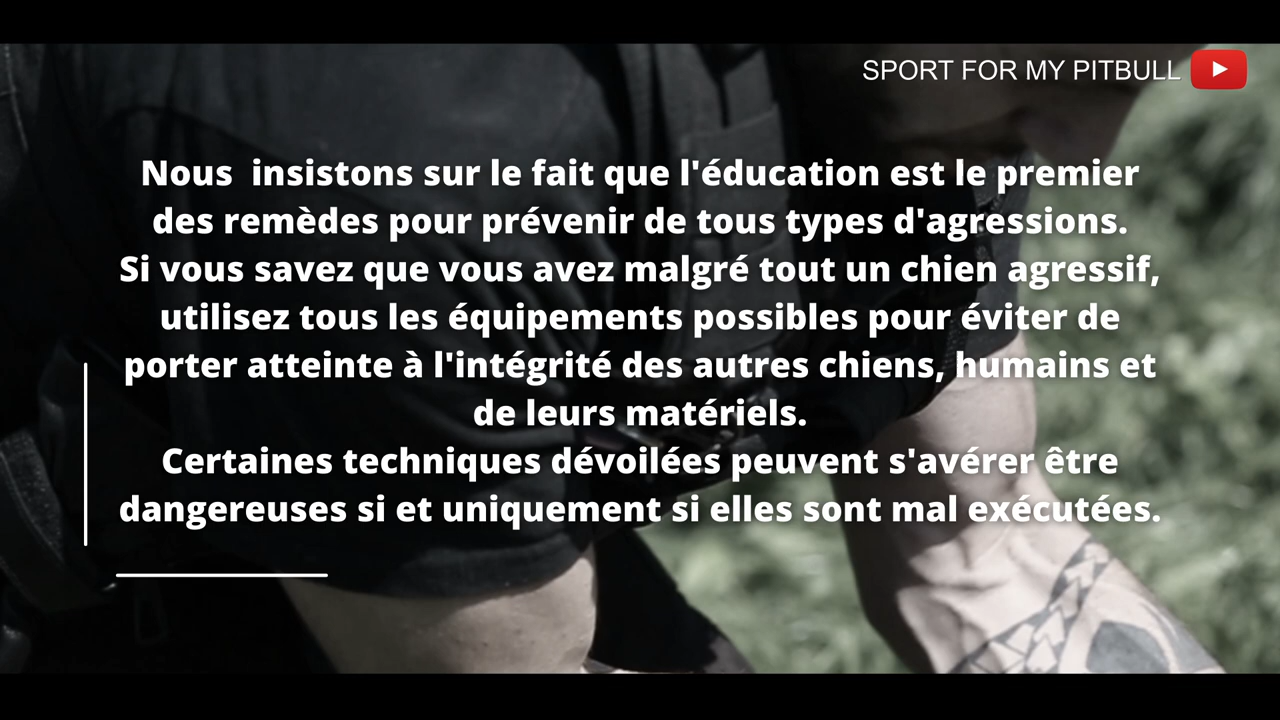 SPORT FOR MY PITBULL
Nous insistons sur le fait que l'éducation est le premier
des remèdes pour prévenir de tous types d'agressions.
Si vous savez que vous avez malgré tout un chien agressif,
utilisez tous les équipements possibles pour éviter de
porter atteinte à l'intégrité des autres chiens, humains et
de leurs matériels.
Certaines techniques dévoilées peuvent s'avérer être
dangereuses si et uniquement si elles sont mal exécutées.